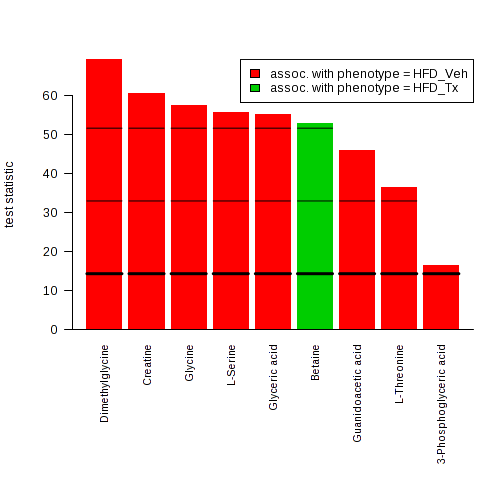 assoc. with phenotype = HFD_Veh
assoc. with phenotype = HFD_Tx
test statistic
60
50
40
30
20
10
0
Dimethylglycine
Creatine
Glycine
L-Serine
Glyceric acid
Betaine
Guanidoacetic acid
L-Threonine
3-Phosphoglyceric acid